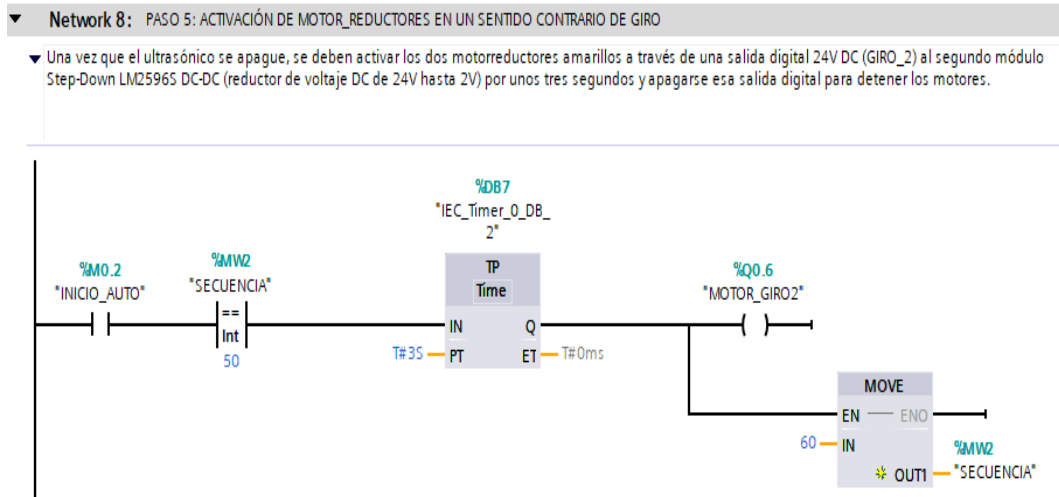 Network 8: PASO 5: ACTIVACIÓN DE MOTOR_REDUCTORES EN UN SENTIDO CONTRARIO DE GIRO
Una vez que el ultrasónico se apague, se deben activar los dos motorreductores amarillos a través de una salida digital 24V DC (GIRO_2) al segundo módulo
Step-Down LM2596S DC-DC (reductor de voltaje DC de 24V hasta 2V) por unos tres segundos y apagarse esa salida digital para detener los motores.
%DB7
"IEC_Timer_0_DB_
2"
%M0.2
"INICIO_AUTO"
%MW2
"SECUENCIA"
==
Int
50
TP
Time
IN Q
T#3S PT ET T#0ms
%Q0.6
"MOTOR_GIRO2"
MOVE
EN ENO
60 IN
%MW2
OUT1 "SECUENCIA"